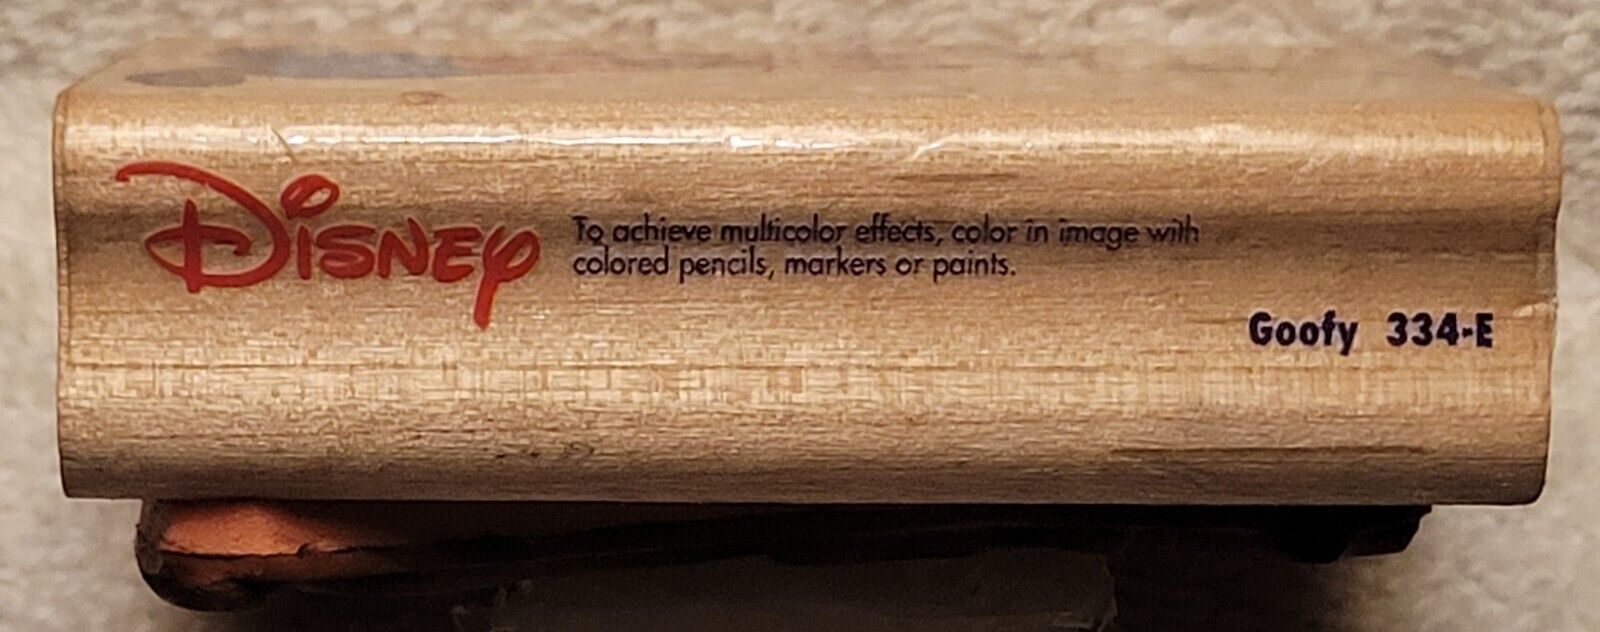 Disney
To achieve multicolor effects, color in image with
colored pencils, markers or paints.
Goofy 334-E